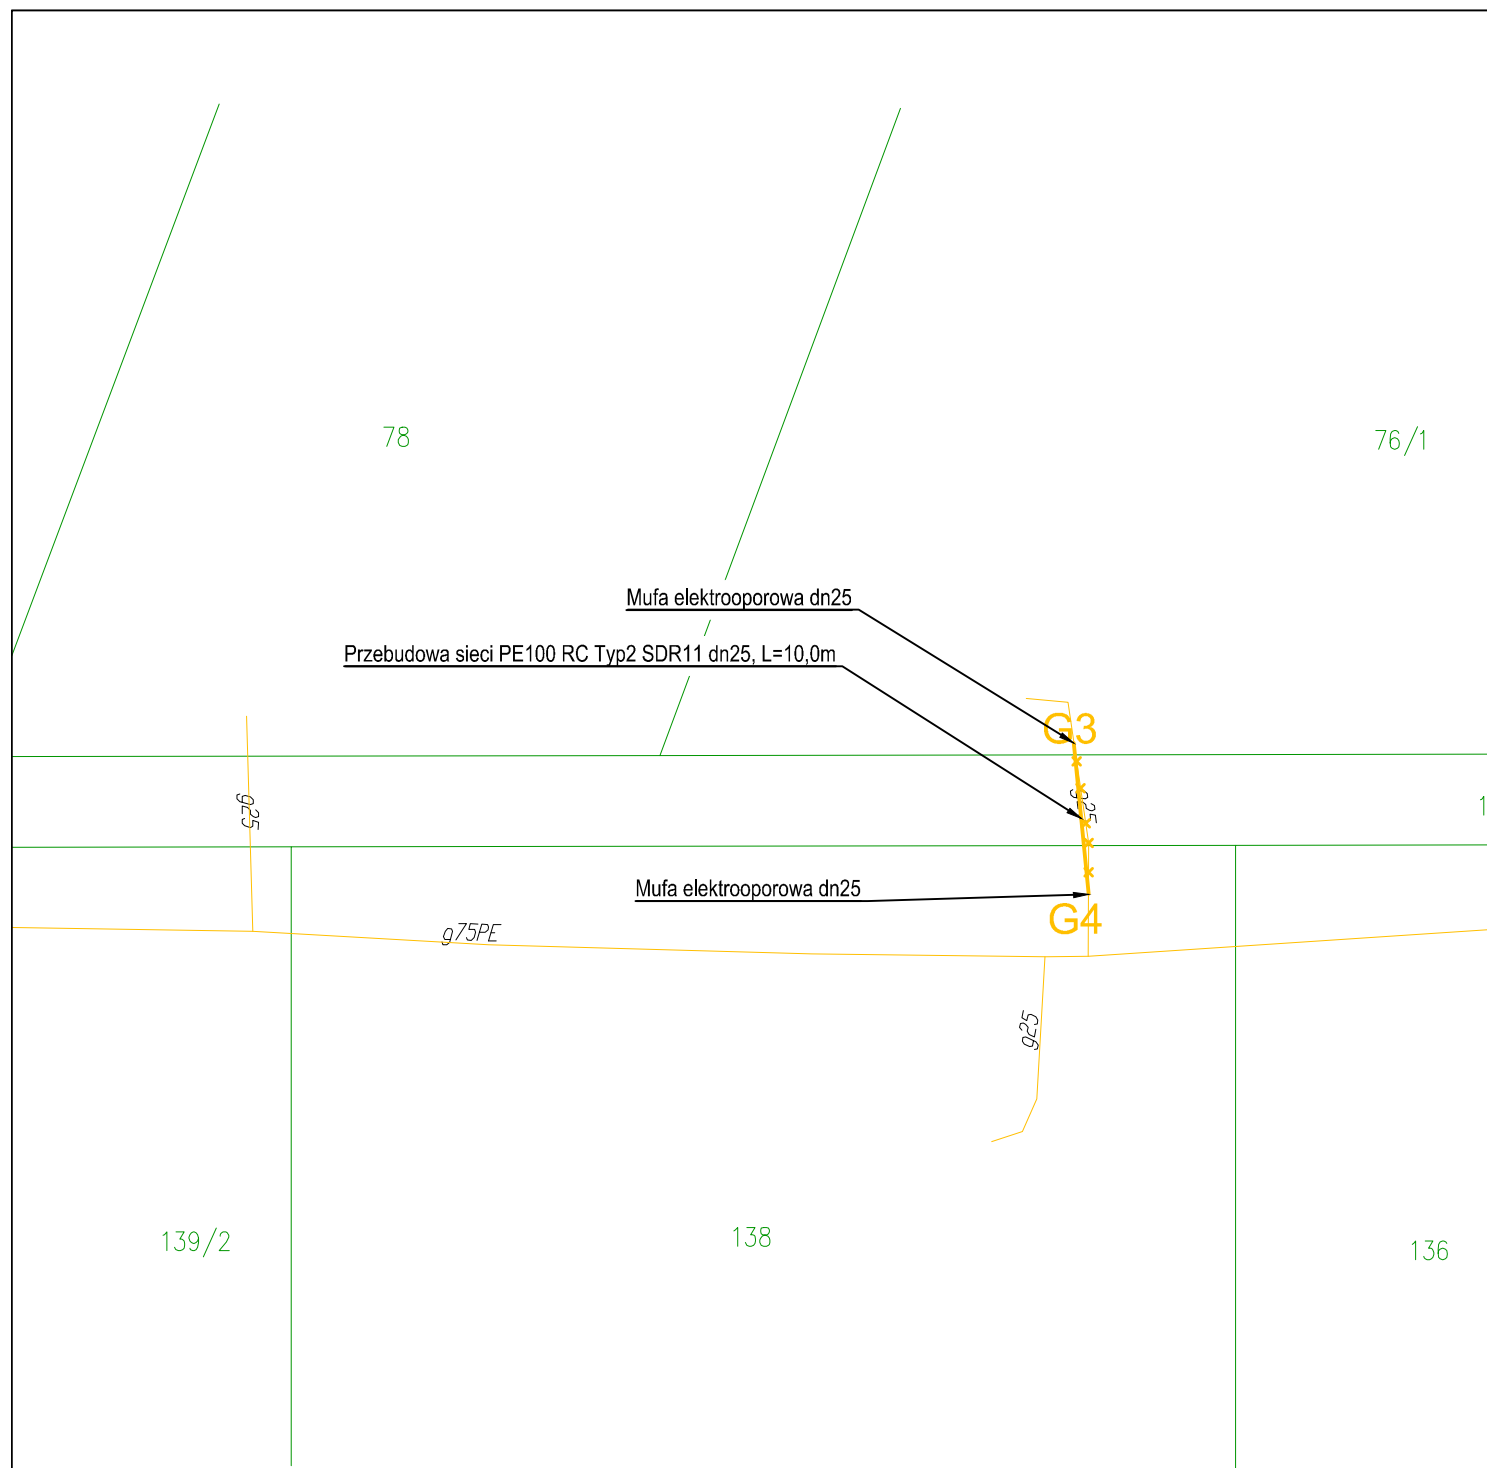 78
76/1
Mufa elektrooporowa dn25
Przebudowa sieci PE100 RC Typ2 SDR11 dn25, L=10,0m
G3
g25
g25
1
Mufa elektrooporowa dn25
G4
g75PE
g25
139/2
138
136